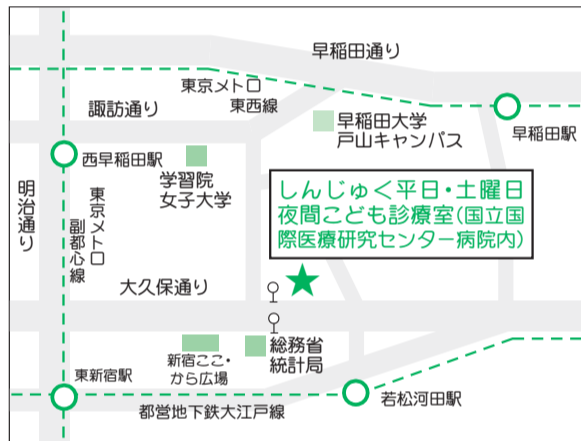 早稲田通り
東京メトロ
東西線
諏訪通り
早稲田大学
戸山キャンパス
早稲田駅
西早稲田駅
学習院
女子大学
明治通り
東京メトロ
副都心線
しんじゅく平日・土曜日
夜間こども診療室(国立国
際医療研究センター病院内)
大久保通り
新宿ここ・
から広場
総務省
統計局
東新宿駅
若松河田駅
都営地下鉄大江戸線